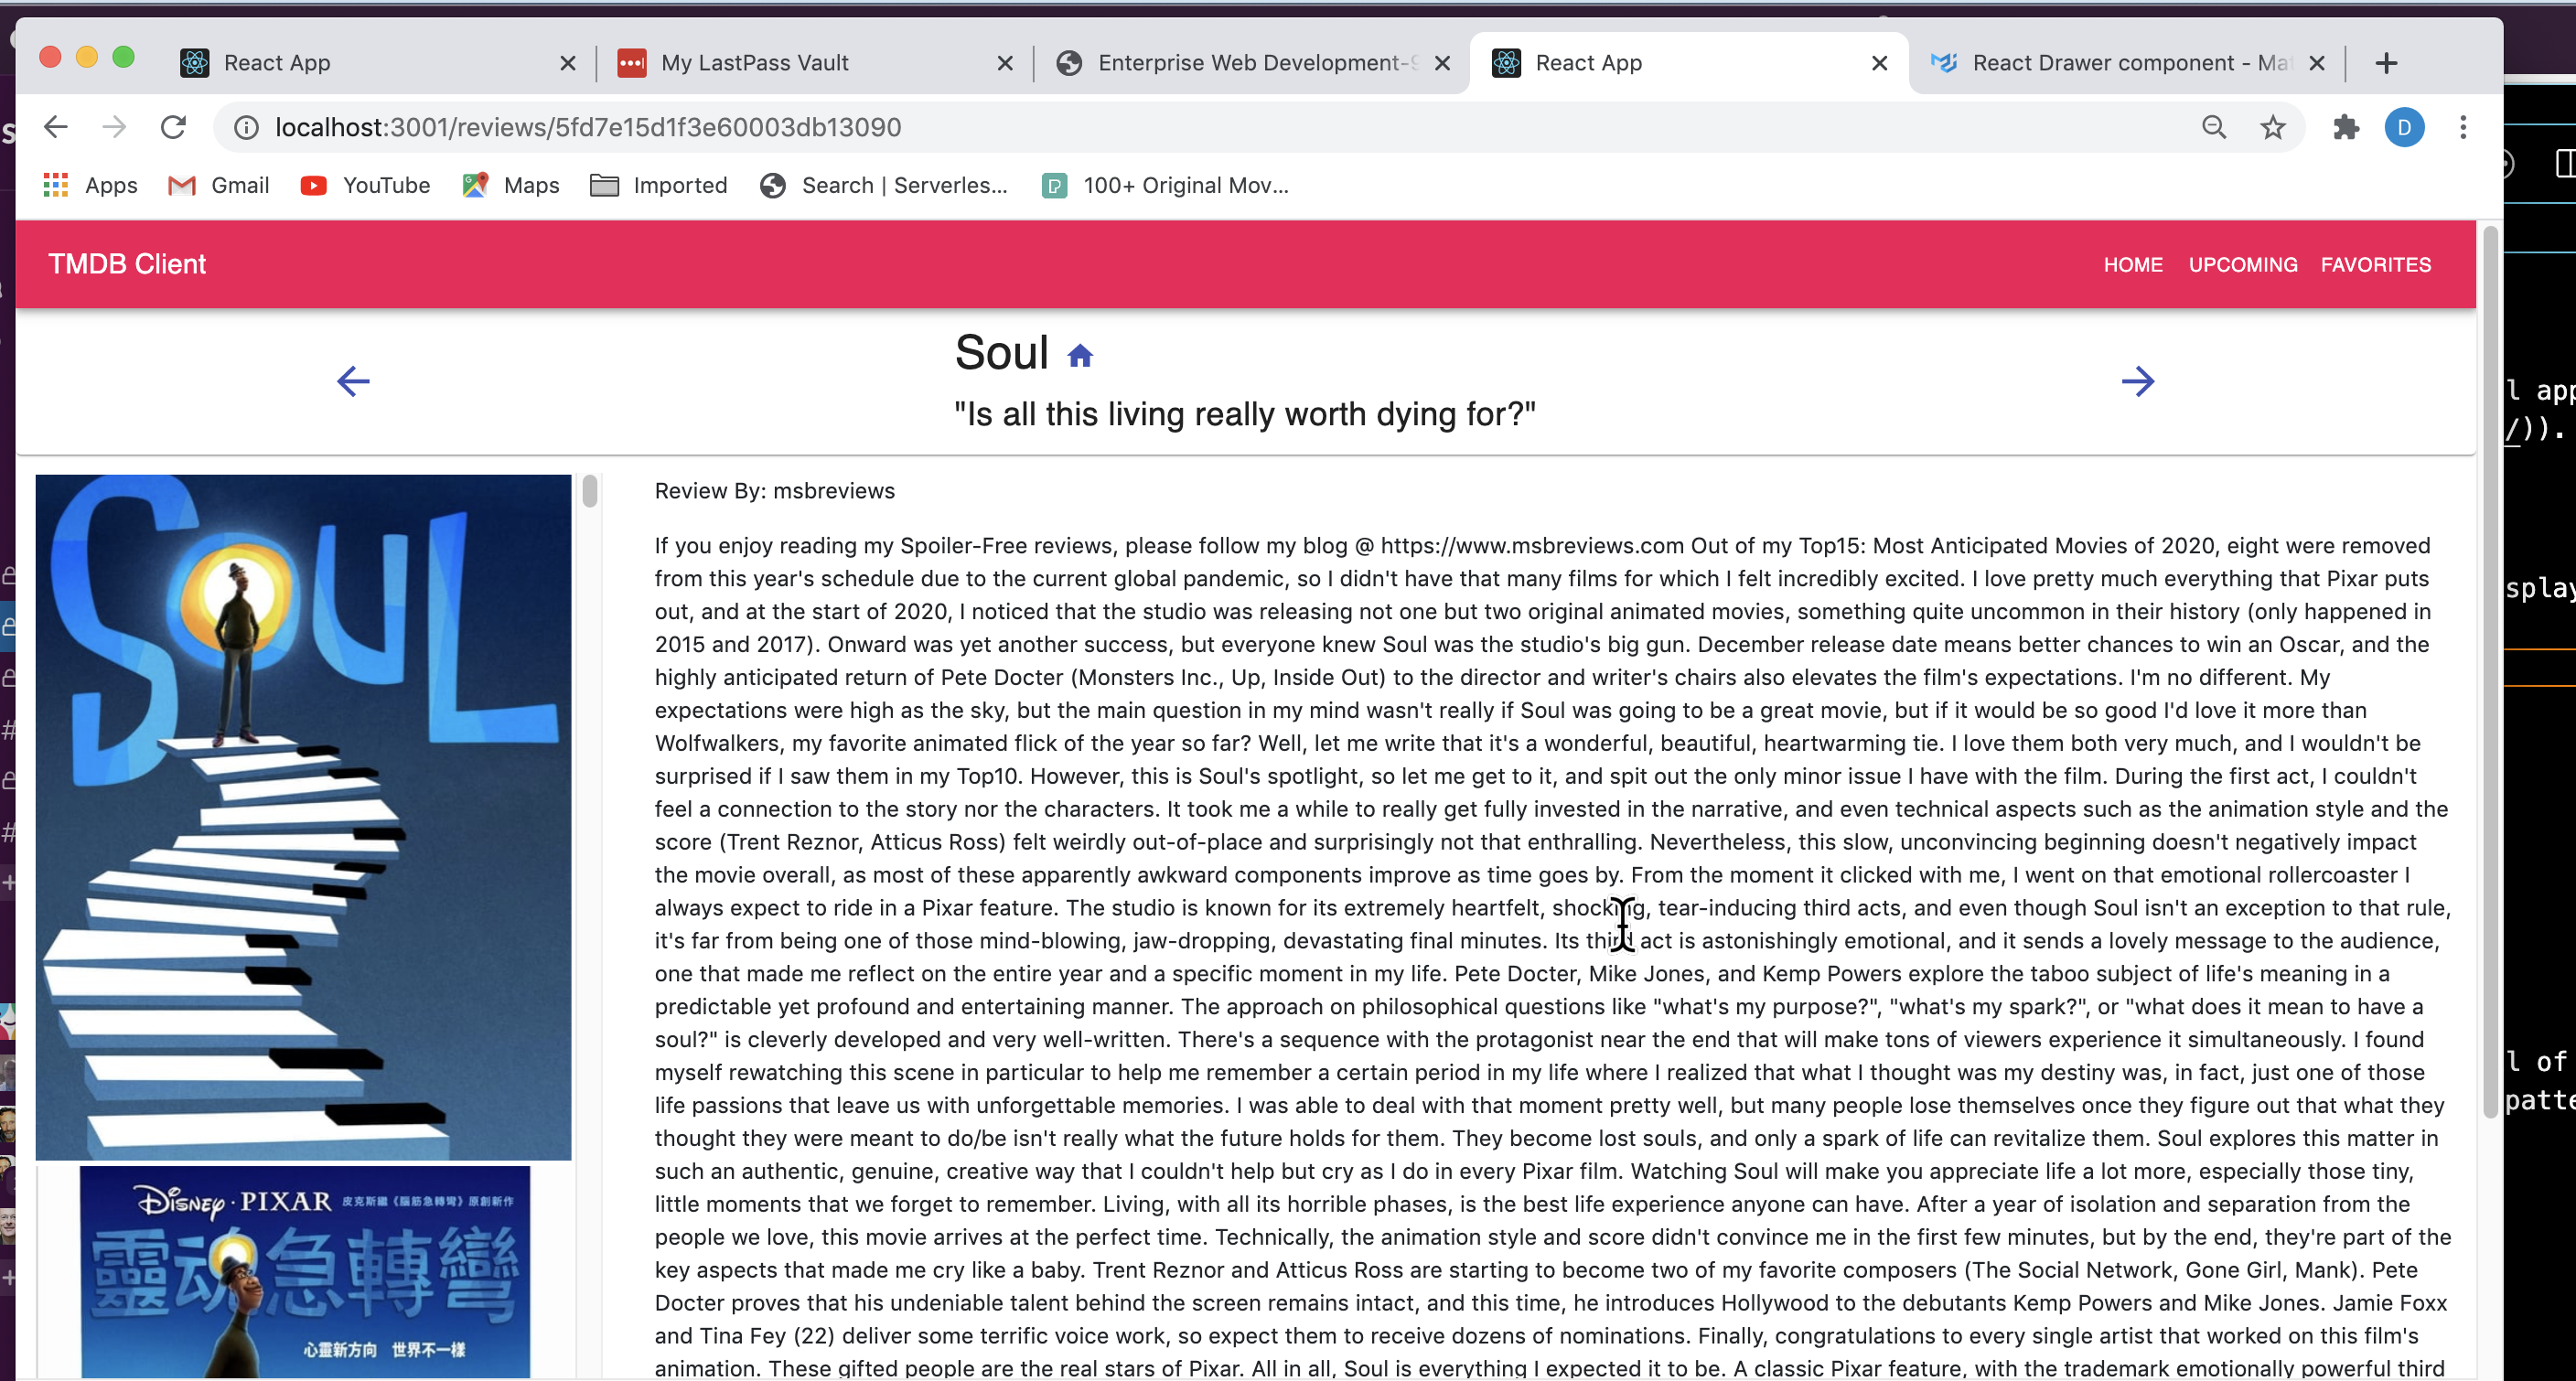 React App
My LastPass Vault
Enterprise Web Development-
React App
React Drawer component - Mat
localhost:3001/reviews/5fd7e15d1f3e60003db13090
D
Apps
Gmail
YouTube
Maps
Imported
Search | Serverles...
100+ Original Mov...
TMDB Client
HOME
UPCOMING
FAVORITES
Soul
"Is all this living really worth dying for?"
SOUL
DISNEY · PIXAR 皮克斯繼《腦筋急轉彎》原創新作
靈魂急轉彎
心靈新方向 世界不一樣
Review By: msbreviews
If you enjoy reading my Spoiler-Free reviews, please follow my blog @ https://www.msbreviews.com Out of my Top15: Most Anticipated Movies of 2020, eight were removed
from this year's schedule due to the current global pandemic, so I didn't have that many films for which I felt incredibly excited. I love pretty much everything that Pixar puts
out, and at the start of 2020, I noticed that the studio was releasing not one but two original animated movies, something quite uncommon in their history (only happened in
2015 and 2017). Onward was yet another success, but everyone knew Soul was the studio's big gun. December release date means better chances to win an Oscar, and the
highly anticipated return of Pete Docter (Monsters Inc., Up, Inside Out) to the director and writer's chairs also elevates the film's expectations. I'm no different. My
expectations were high as the sky, but the main question in my mind wasn't really if Soul was going to be a great movie, but if it would be so good I'd love it more than
Wolfwalkers, my favorite animated flick of the year so far? Well, let me write that it's a wonderful, beautiful, heartwarming tie. I love them both very much, and I wouldn't be
surprised if I saw them in my Top10. However, this is Soul's spotlight, so let me get to it, and spit out the only minor issue I have with the film. During the first act, I couldn't
feel a connection to the story nor the characters. It took me a while to really get fully invested in the narrative, and even technical aspects such as the animation style and the
score (Trent Reznor, Atticus Ross) felt weirdly out-of-place and surprisingly not that enthralling. Nevertheless, this slow, unconvincing beginning doesn't negatively impact
the movie overall, as most of these apparently awkward components improve as time goes by. From the moment it clicked with me, I went on that emotional rollercoaster I
always expect to ride in a Pixar feature. The studio is known for its extremely heartfelt, shocking, tear-inducing third acts, and even though Soul isn't an exception to that rule,
it's far from being one of those mind-blowing, jaw-dropping, devastating final minutes. Its third act is astonishingly emotional, and it sends a lovely message to the audience,
one that made me reflect on the entire year and a specific moment in my life. Pete Docter, Mike Jones, and Kemp Powers explore the taboo subject of life's meaning in a
predictable yet profound and entertaining manner. The approach on philosophical questions like "what's my purpose?", "what's my spark?", or "what does it mean to have a
soul?" is cleverly developed and very well-written. There's a sequence with the protagonist near the end that will make tons of viewers experience it simultaneously. I found
myself rewatching this scene in particular to help me remember a certain period in my life where I realized that what I thought was my destiny was, in fact, just one of those
life passions that leave us with unforgettable memories. I was able to deal with that moment pretty well, but many people lose themselves once they figure out that what they
thought they were meant to do/be isn't really what the future holds for them. They become lost souls, and only a spark of life can revitalize them. Soul explores this matter in
such an authentic, genuine, creative way that I couldn't help but cry as I do in every Pixar film. Watching Soul will make you appreciate life a lot more, especially those tiny,
little moments that we forget to remember. Living, with all its horrible phases, is the best life experience anyone can have. After a year of isolation and separation from the
people we love, this movie arrives at the perfect time. Technically, the animation style and score didn't convince me in the first few minutes, but by the end, they're part of the
key aspects that made me cry like a baby. Trent Reznor and Atticus Ross are starting to become two of my favorite composers (The Social Network, Gone Girl, Mank). Pete
Docter proves that his undeniable talent behind the screen remains intact, and this time, he introduces Hollywood to the debutants Kemp Powers and Mike Jones. Jamie Foxx
and Tina Fey (22) deliver some terrific voice work, so expect them to receive dozens of nominations. Finally, congratulations to every single artist that worked on this film's
animation. These gifted people are the real stars of Pixar. All in all, Soul is everything I expected it to be. A classic Pixar feature, with the trademark emotionally powerful third
l app
/)).
splay
l of
patte